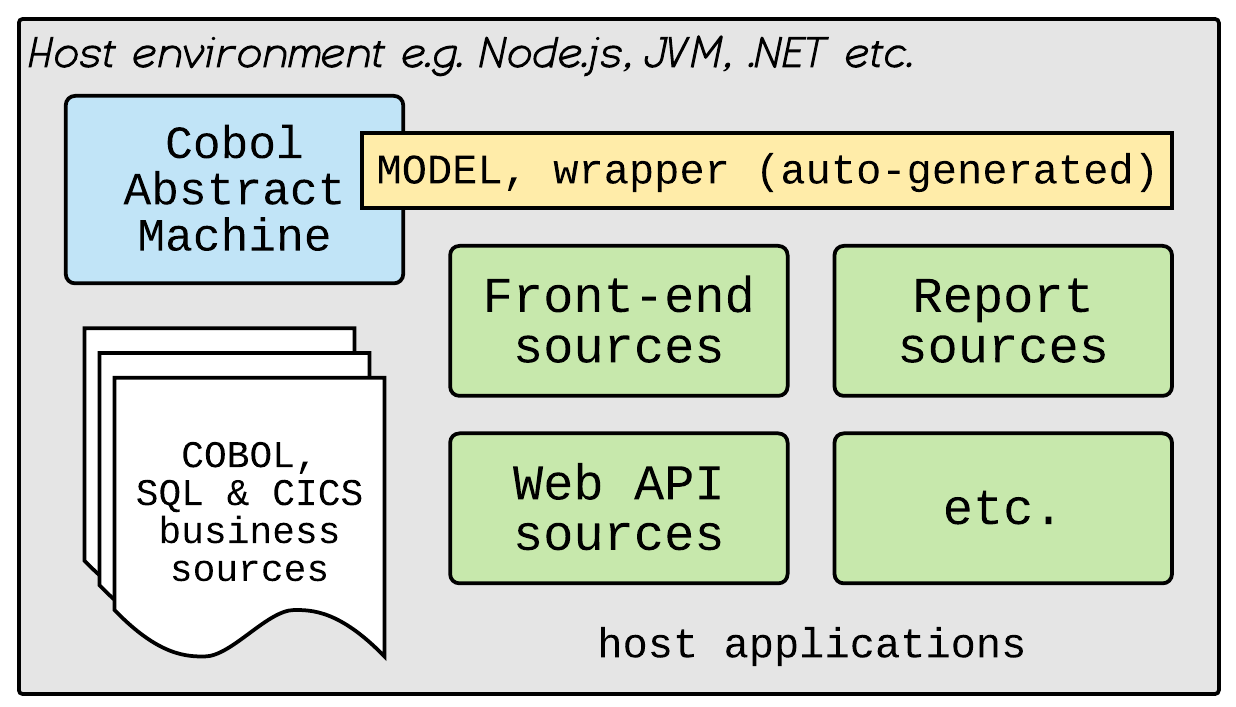 Host environment e.g. Node.js, JVM, .NET etc.
Cobol
Abstract
Machine
MODEL, wrapper (auto-generated)
Front-end
sources
Report
sources
COBOL,
SQL & CICS
business
sources
Web API
sources
etc.
host applications